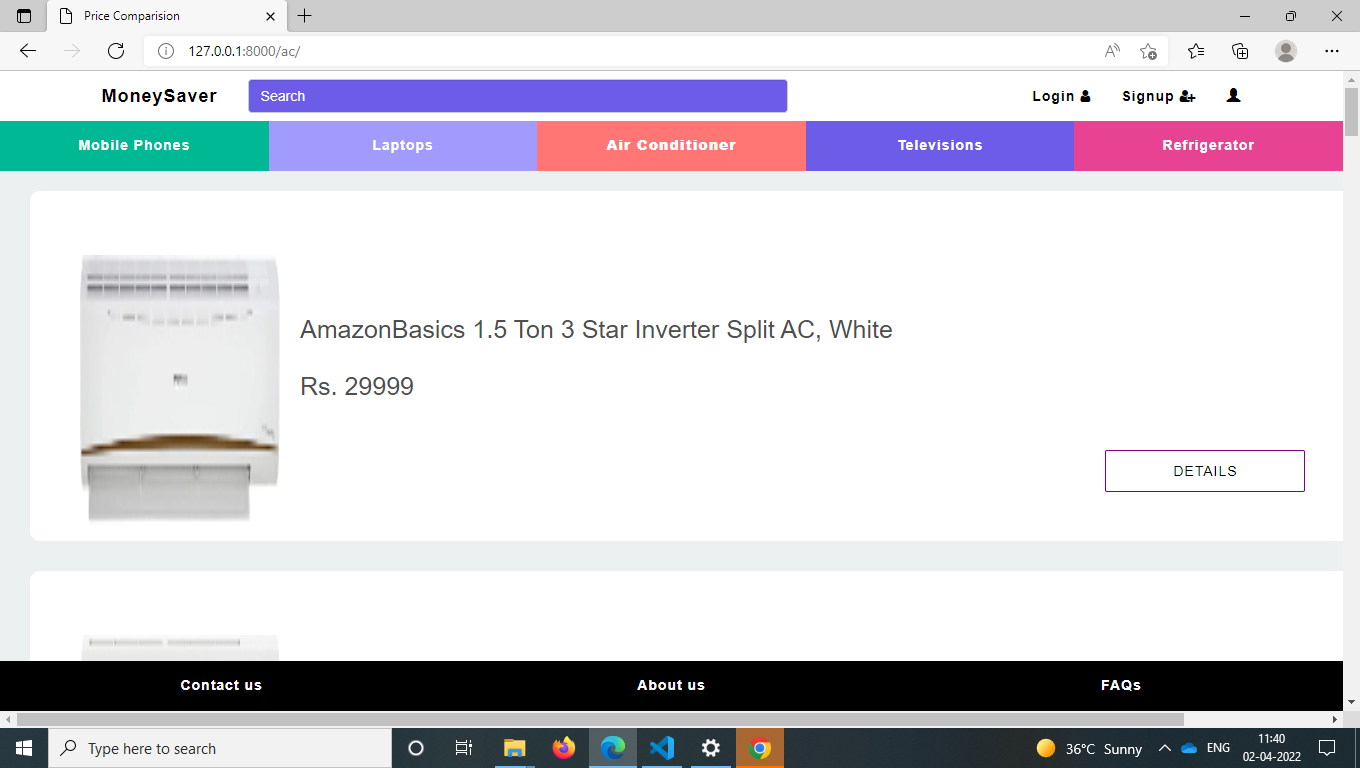 Price Comparision
127.0.0.1:8000/ac/
MoneySaver
Search
Login
Signup
Mobile Phones
Laptops
Air Conditioner
Televisions
Refrigerator
AmazonBasics 1.5 Ton 3 Star Inverter Split AC, White
Rs. 29999
DETAILS
Contact us
About us
FAQs
Type here to search
36°C Sunny
ENG
11:40
02-04-2022